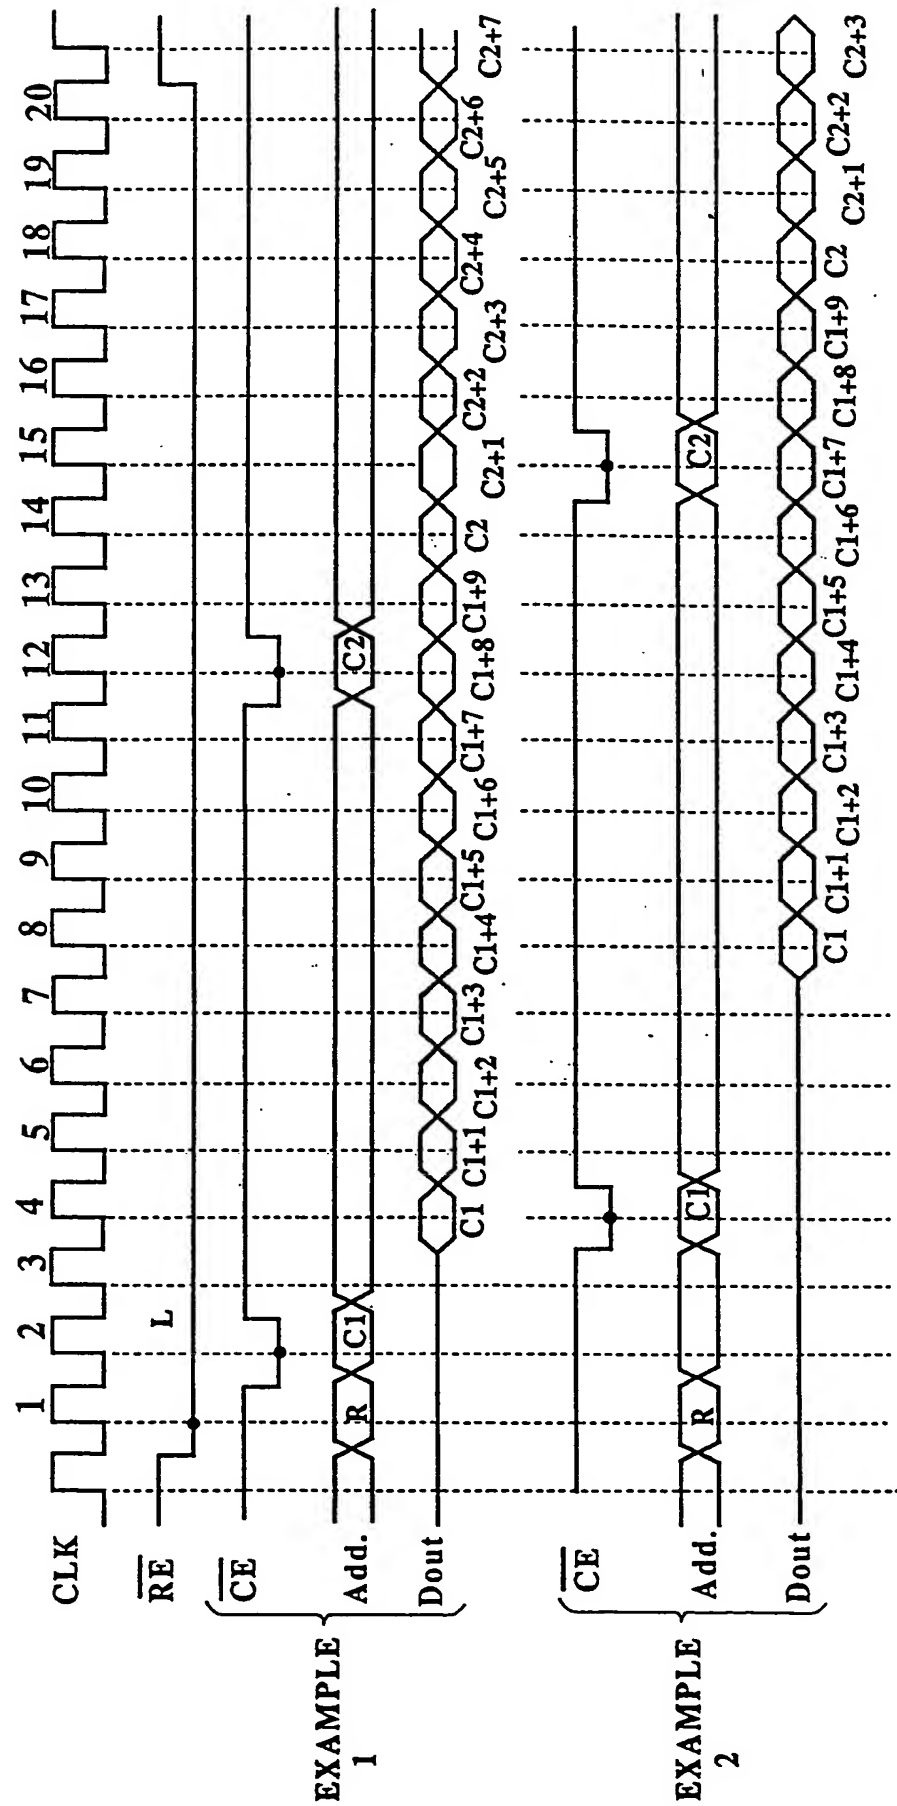 CLK
1 2 3 4 5 6 7 8 9 10 11 12 13 14 15 16 17 18 19 20
RE
L
EXAMPLE
1
CE
Add.
R C1 C2
Dout
C1 C1+1 C1+2 C1+3 C1+4 C1+5 C1+6 C1+7 C1+8 C1+9 C2 C2+1 C2+2 C2+3 C2+4 C2+5 C2+6 C2+7
EXAMPLE
2
CE
Add.
R C1 C2
Dout
C1 C1+1 C1+2 C1+3 C1+4 C1+5 C1+6 C1+7 C1+8 C1+9 C2 C2+1 C2+2 C2+3